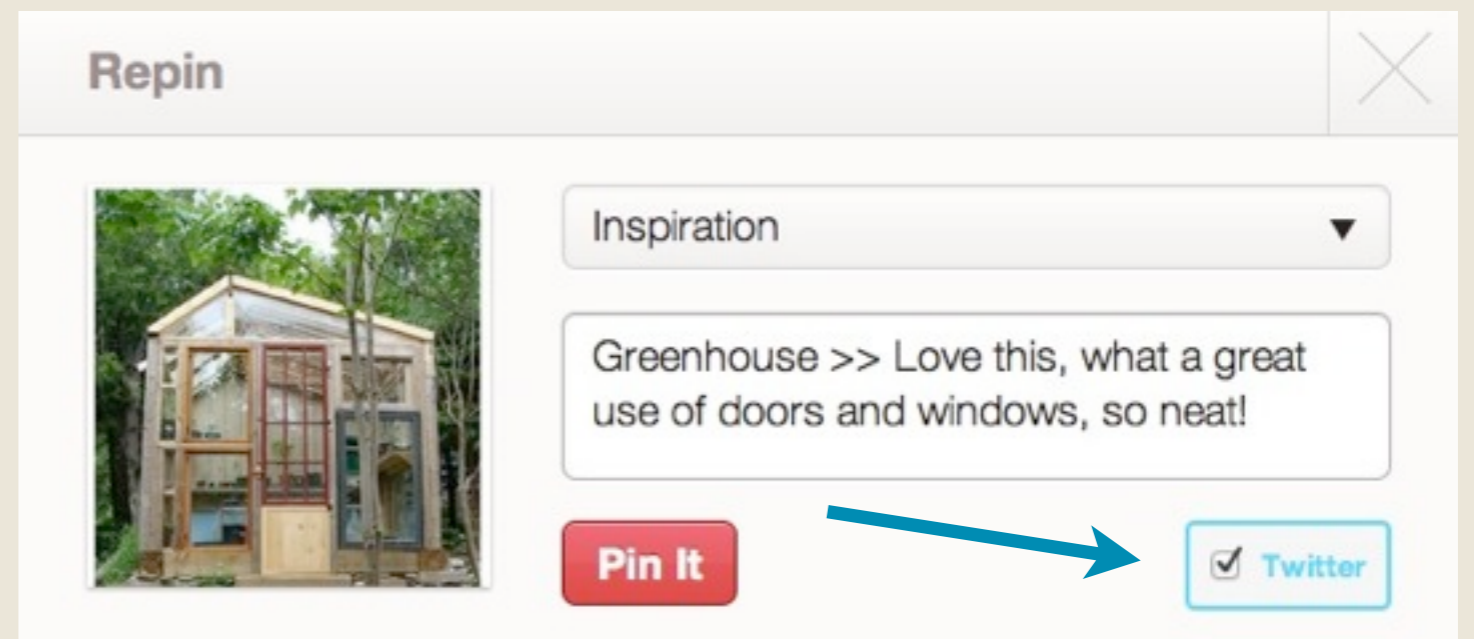 Repin
Inspiration
Greenhouse >> Love this, what a great
use of doors and windows, so neat!
Pin It
Twitter